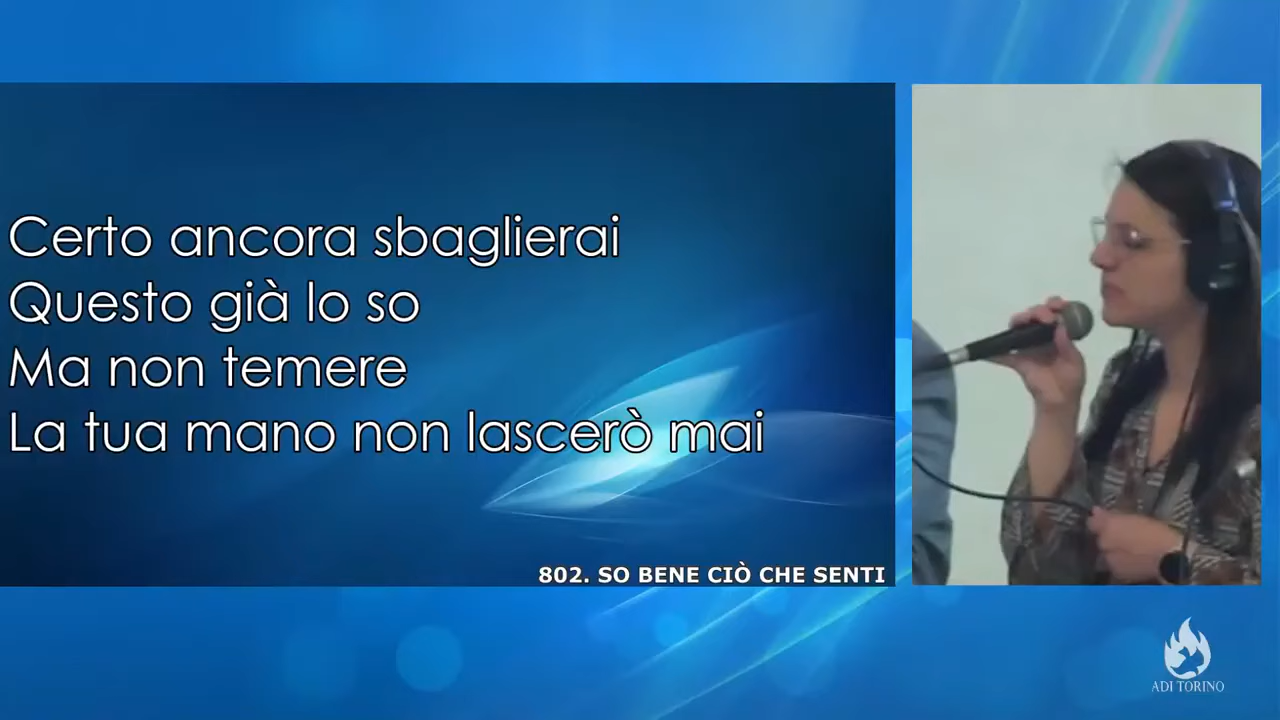 Certo ancora sbaglierai
Questo già lo so
Ma non temere
La tua mano non lascerò mai
802. SO BENE CIÒ CHE SENTI
ADI TORINO